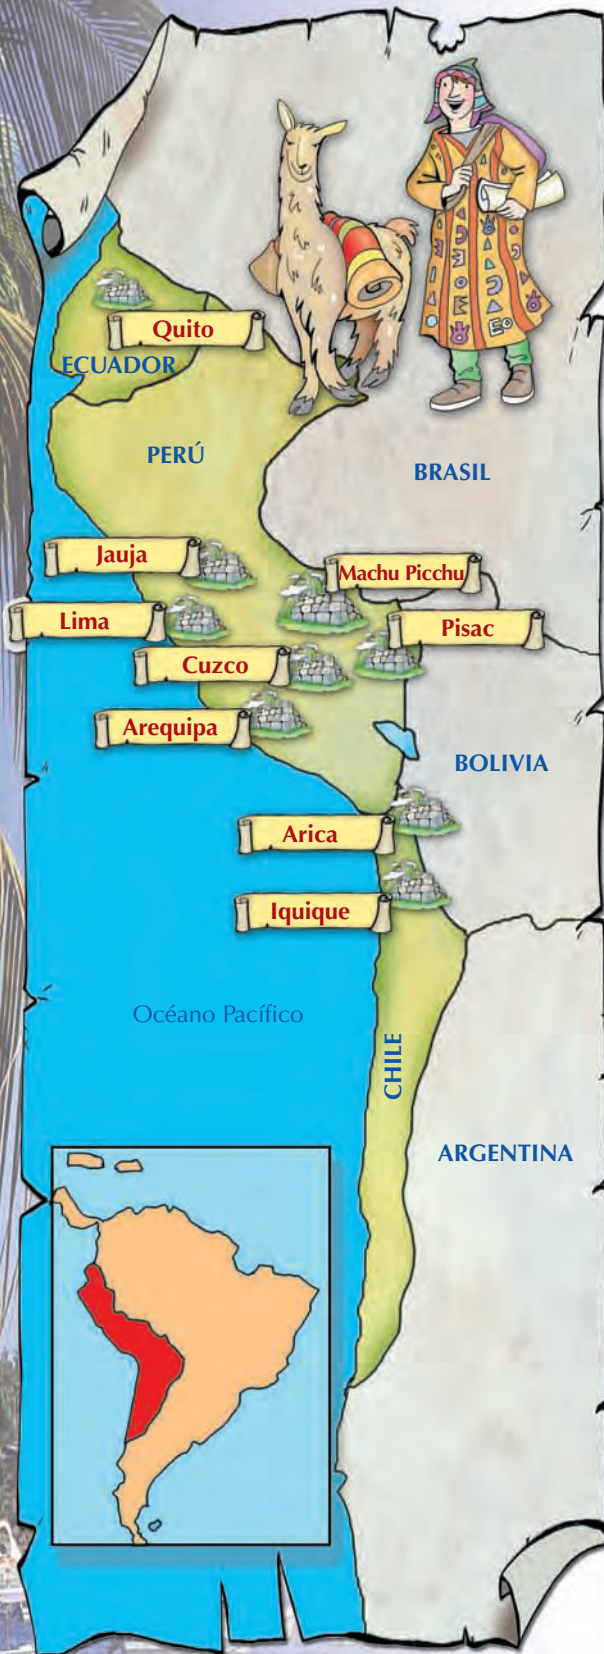 Quito
ECUADOR
PERÚ
BRASIL
Jauja
Machu Picchu
Lima
Pisac
Cuzco
Arequipa
BOLIVIA
Arica
Iquique
Océano Pacífico
CHILE
ARGENTINA